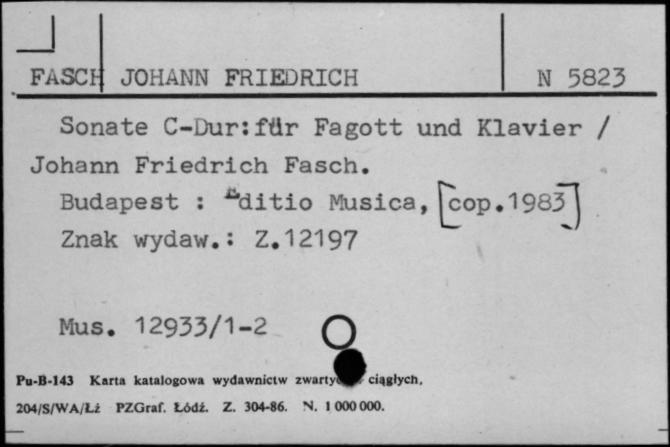 FASCH JOHANN FRIEDRICH N 5823
Sonate C-Dur:für Fagott und Klavier /
Johann Friedrich Fasch.
Budapest : Editio Musica, [cop.1983]
Znak wydaw.: Z.12197
Mus. 12933/1-2
Pu-B-143 Karta katalogowa wydawnictw ciągłych,
204/S/WA/Łż PZGraf. Łódź. Z. 304-86. N. 1 000 000.